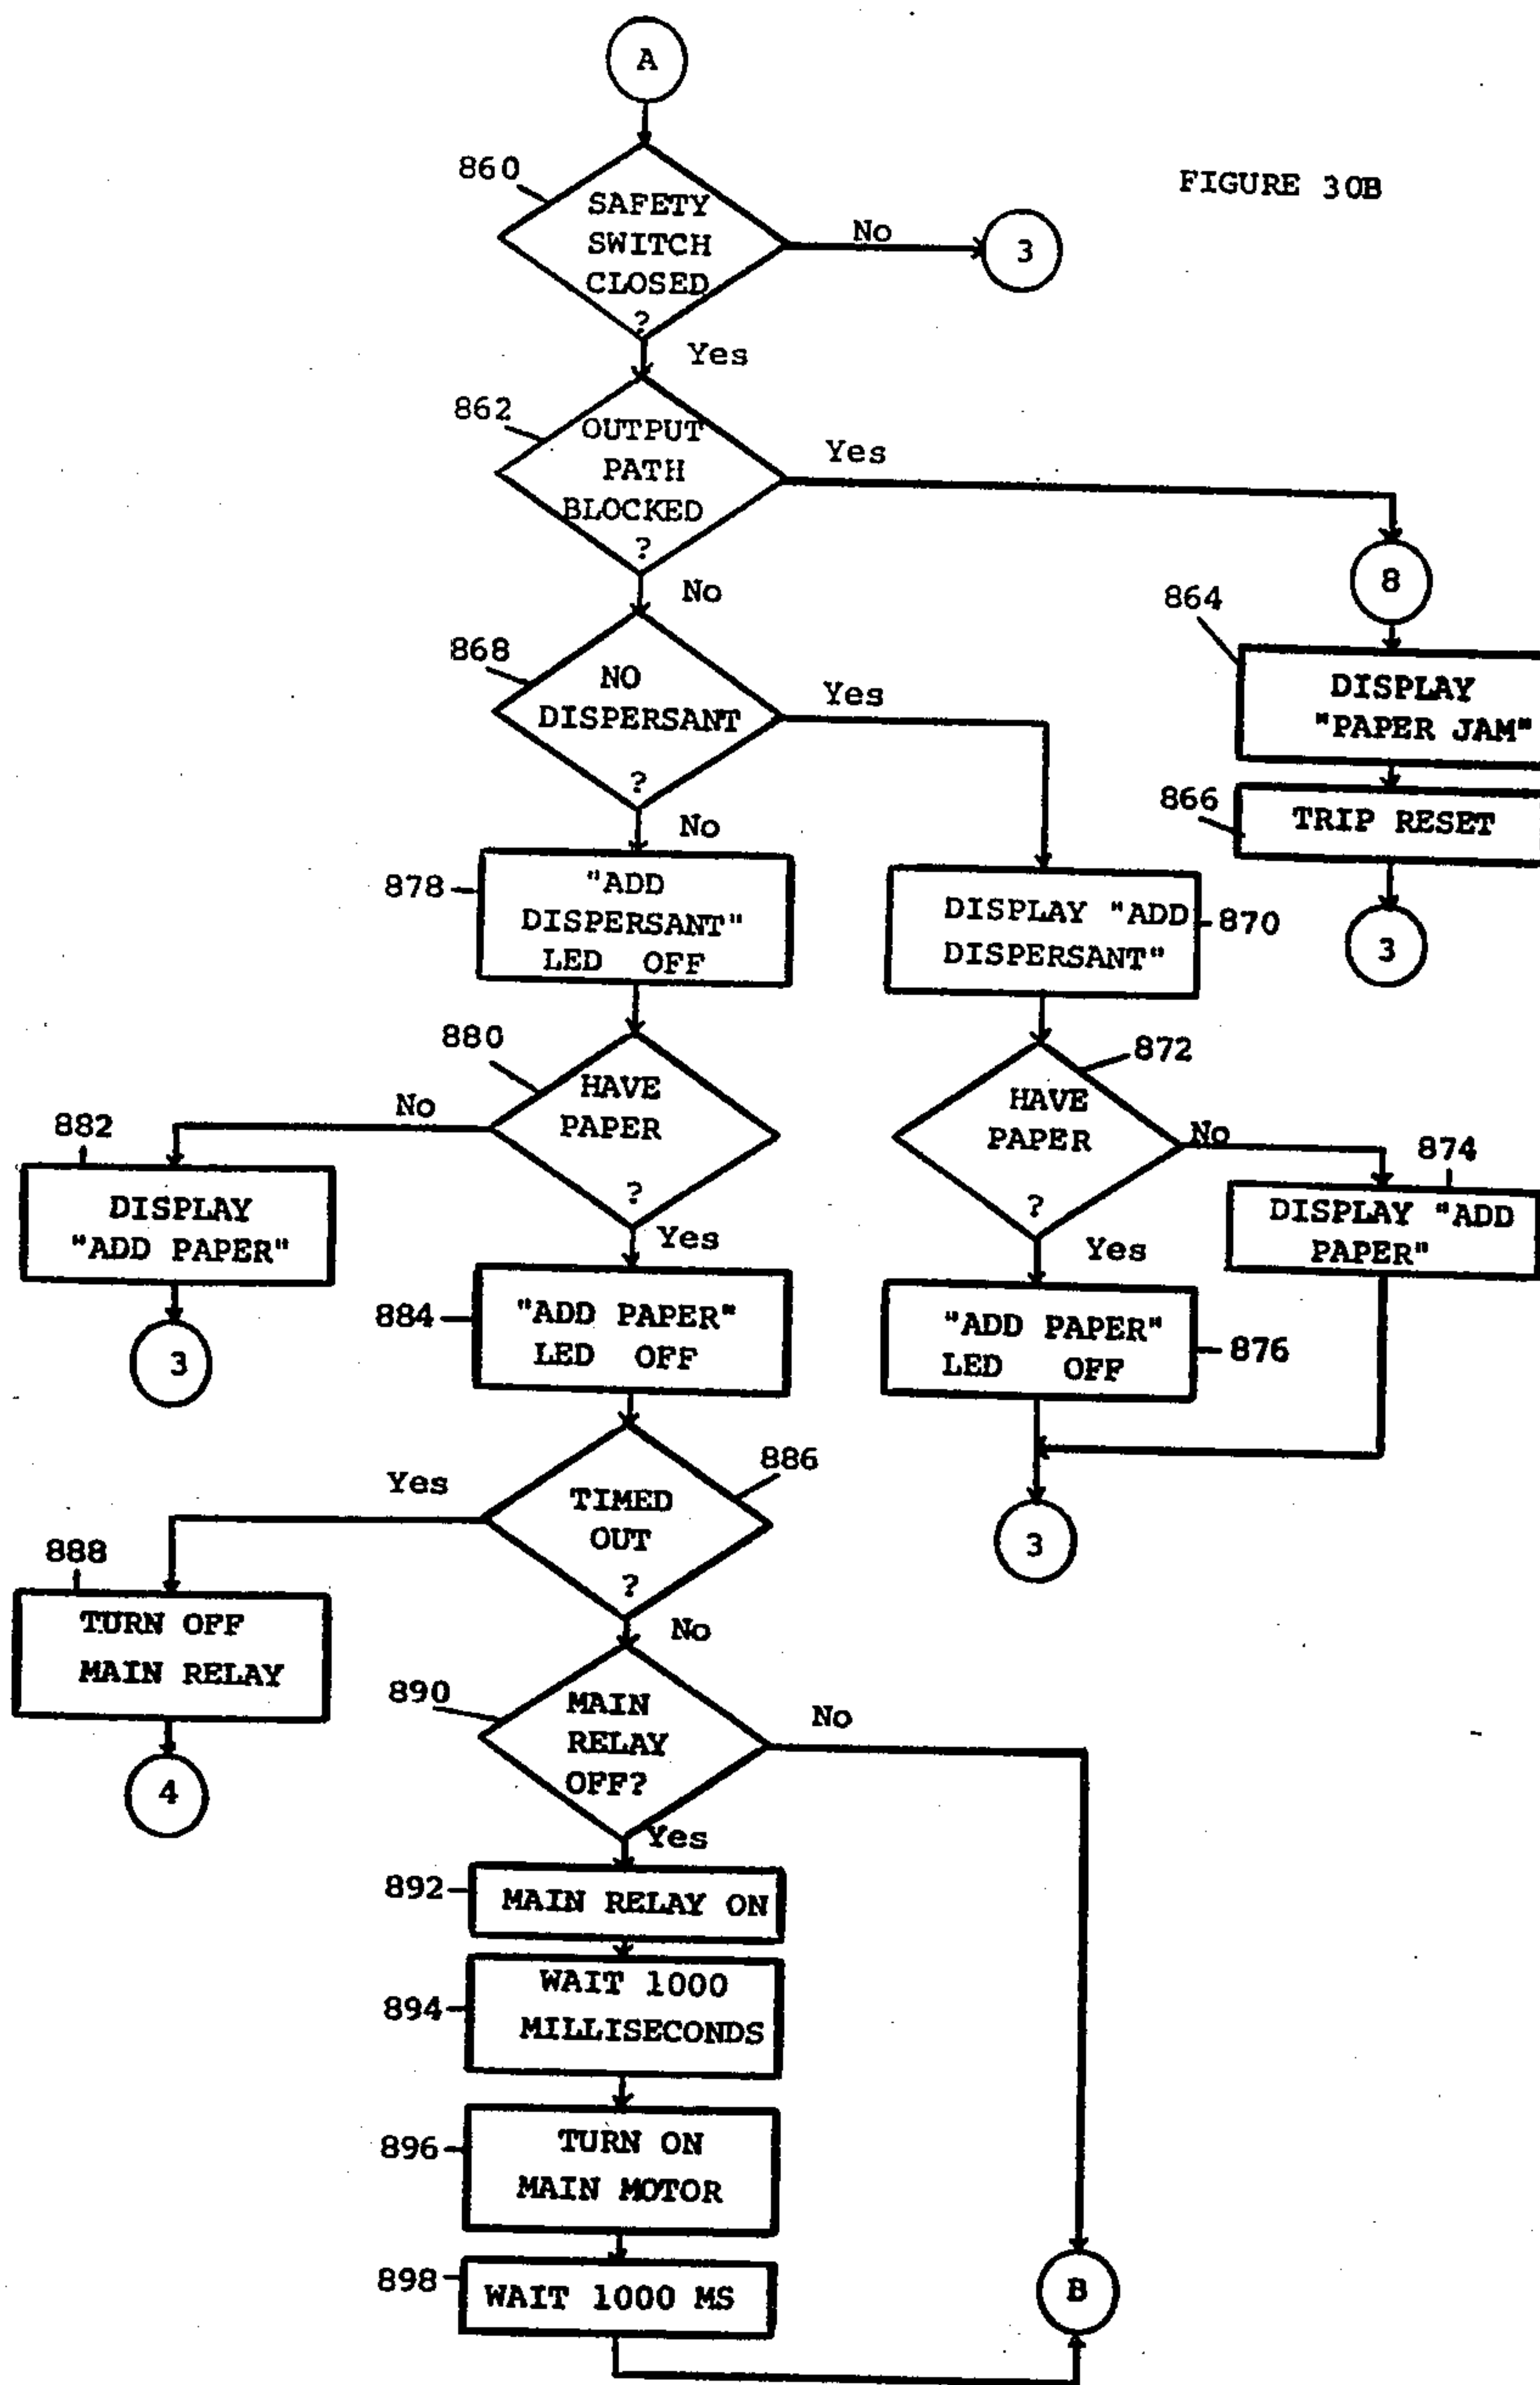 A
860
FIGURE 30B
SAFETY
SWITCH
CLOSED
?
No
3
Yes
862
OUTPUT
PATH
BLOCKED
?
Yes
No
8
864
DISPLAY
"PAPER JAM"
866
TRIP RESET
3
868
NO
DISPERSANT
?
Yes
No
878
"ADD
DISPERSANT"
LED OFF
DISPLAY "ADD
DISPERSANT"
870
880
HAVE
PAPER
?
No
Yes
882
DISPLAY
"ADD PAPER"
3
872
HAVE
PAPER
?
No
Yes
874
DISPLAY "ADD
PAPER"
884
"ADD PAPER"
LED OFF
"ADD PAPER"
LED OFF
876
3
886
TIMED
OUT
?
Yes
No
888
TURN OFF
MAIN RELAY
4
890
MAIN
RELAY
OFF?
No
Yes
892
MAIN RELAY ON
894
WAIT 1000
MILLISECONDS
896
TURN ON
MAIN MOTOR
898
WAIT 1000 MS
B